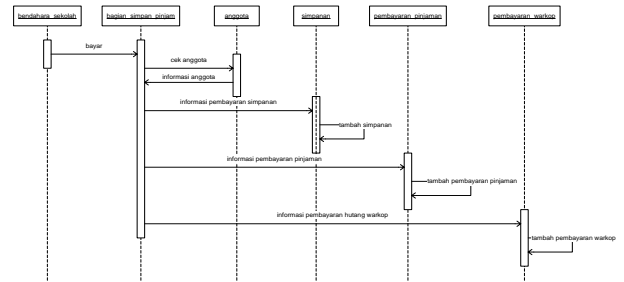 bendahara_sekolah
bagian_simpan_pinjam
anggota
simpanan
pembayaran_pinjaman
pembayaran_warkop
bayar
cek anggota
informasi anggota
informasi pembayaran simpanan
tambah simpanan
informasi pembayaran pinjaman
tambah pembayaran pinjaman
informasi pembayaran hutang warkop
tambah pembayaran warkop